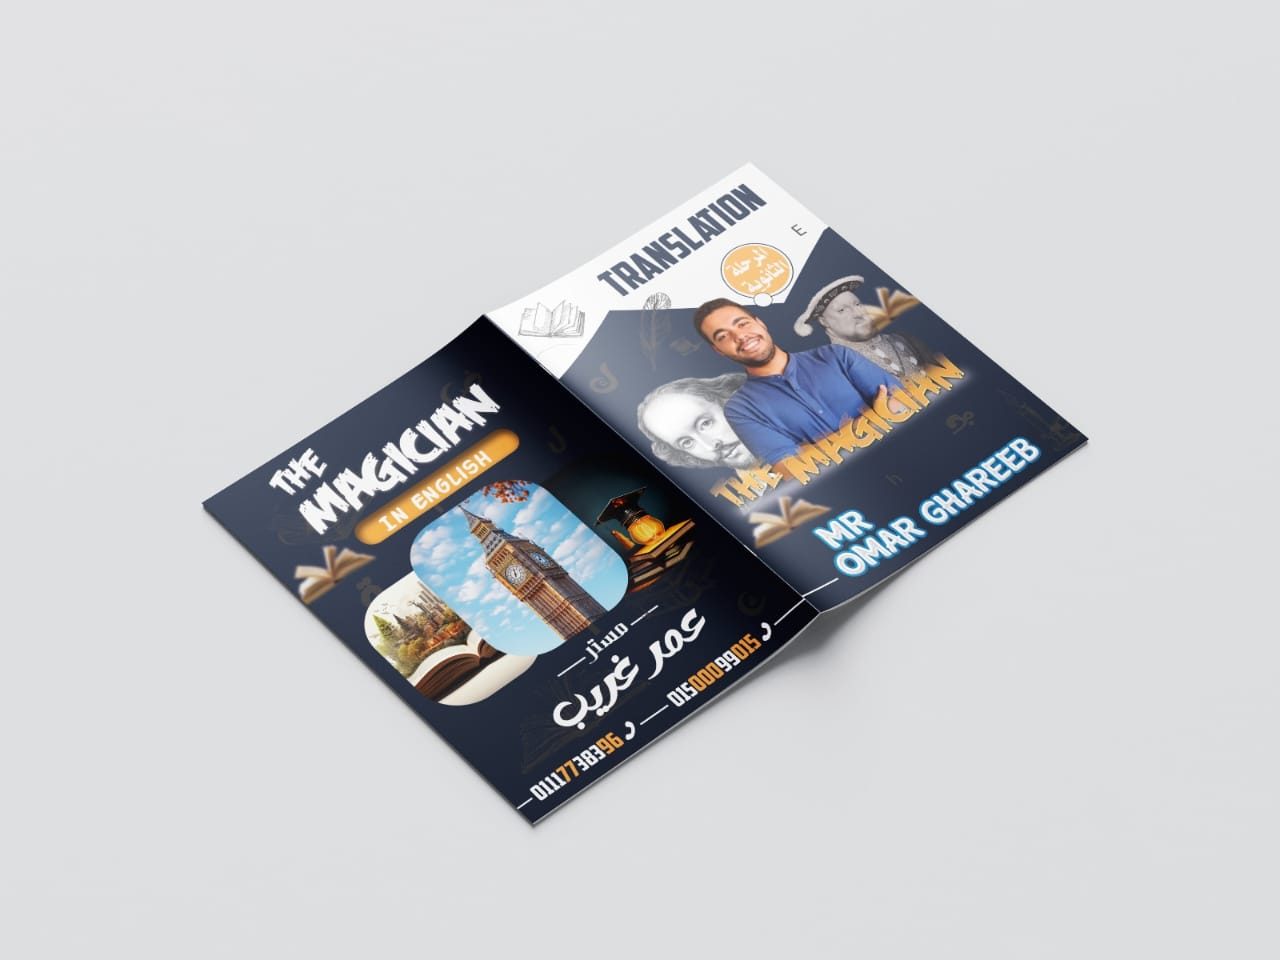 TRANSLATION
E
المرحلة
الثانوية
THE MAGICIAN
h
MR
OMAR GHAREEB
THE
MAGICIAN
IN ENGLISH
مستر
عمر غريب
01117738396
01500099015